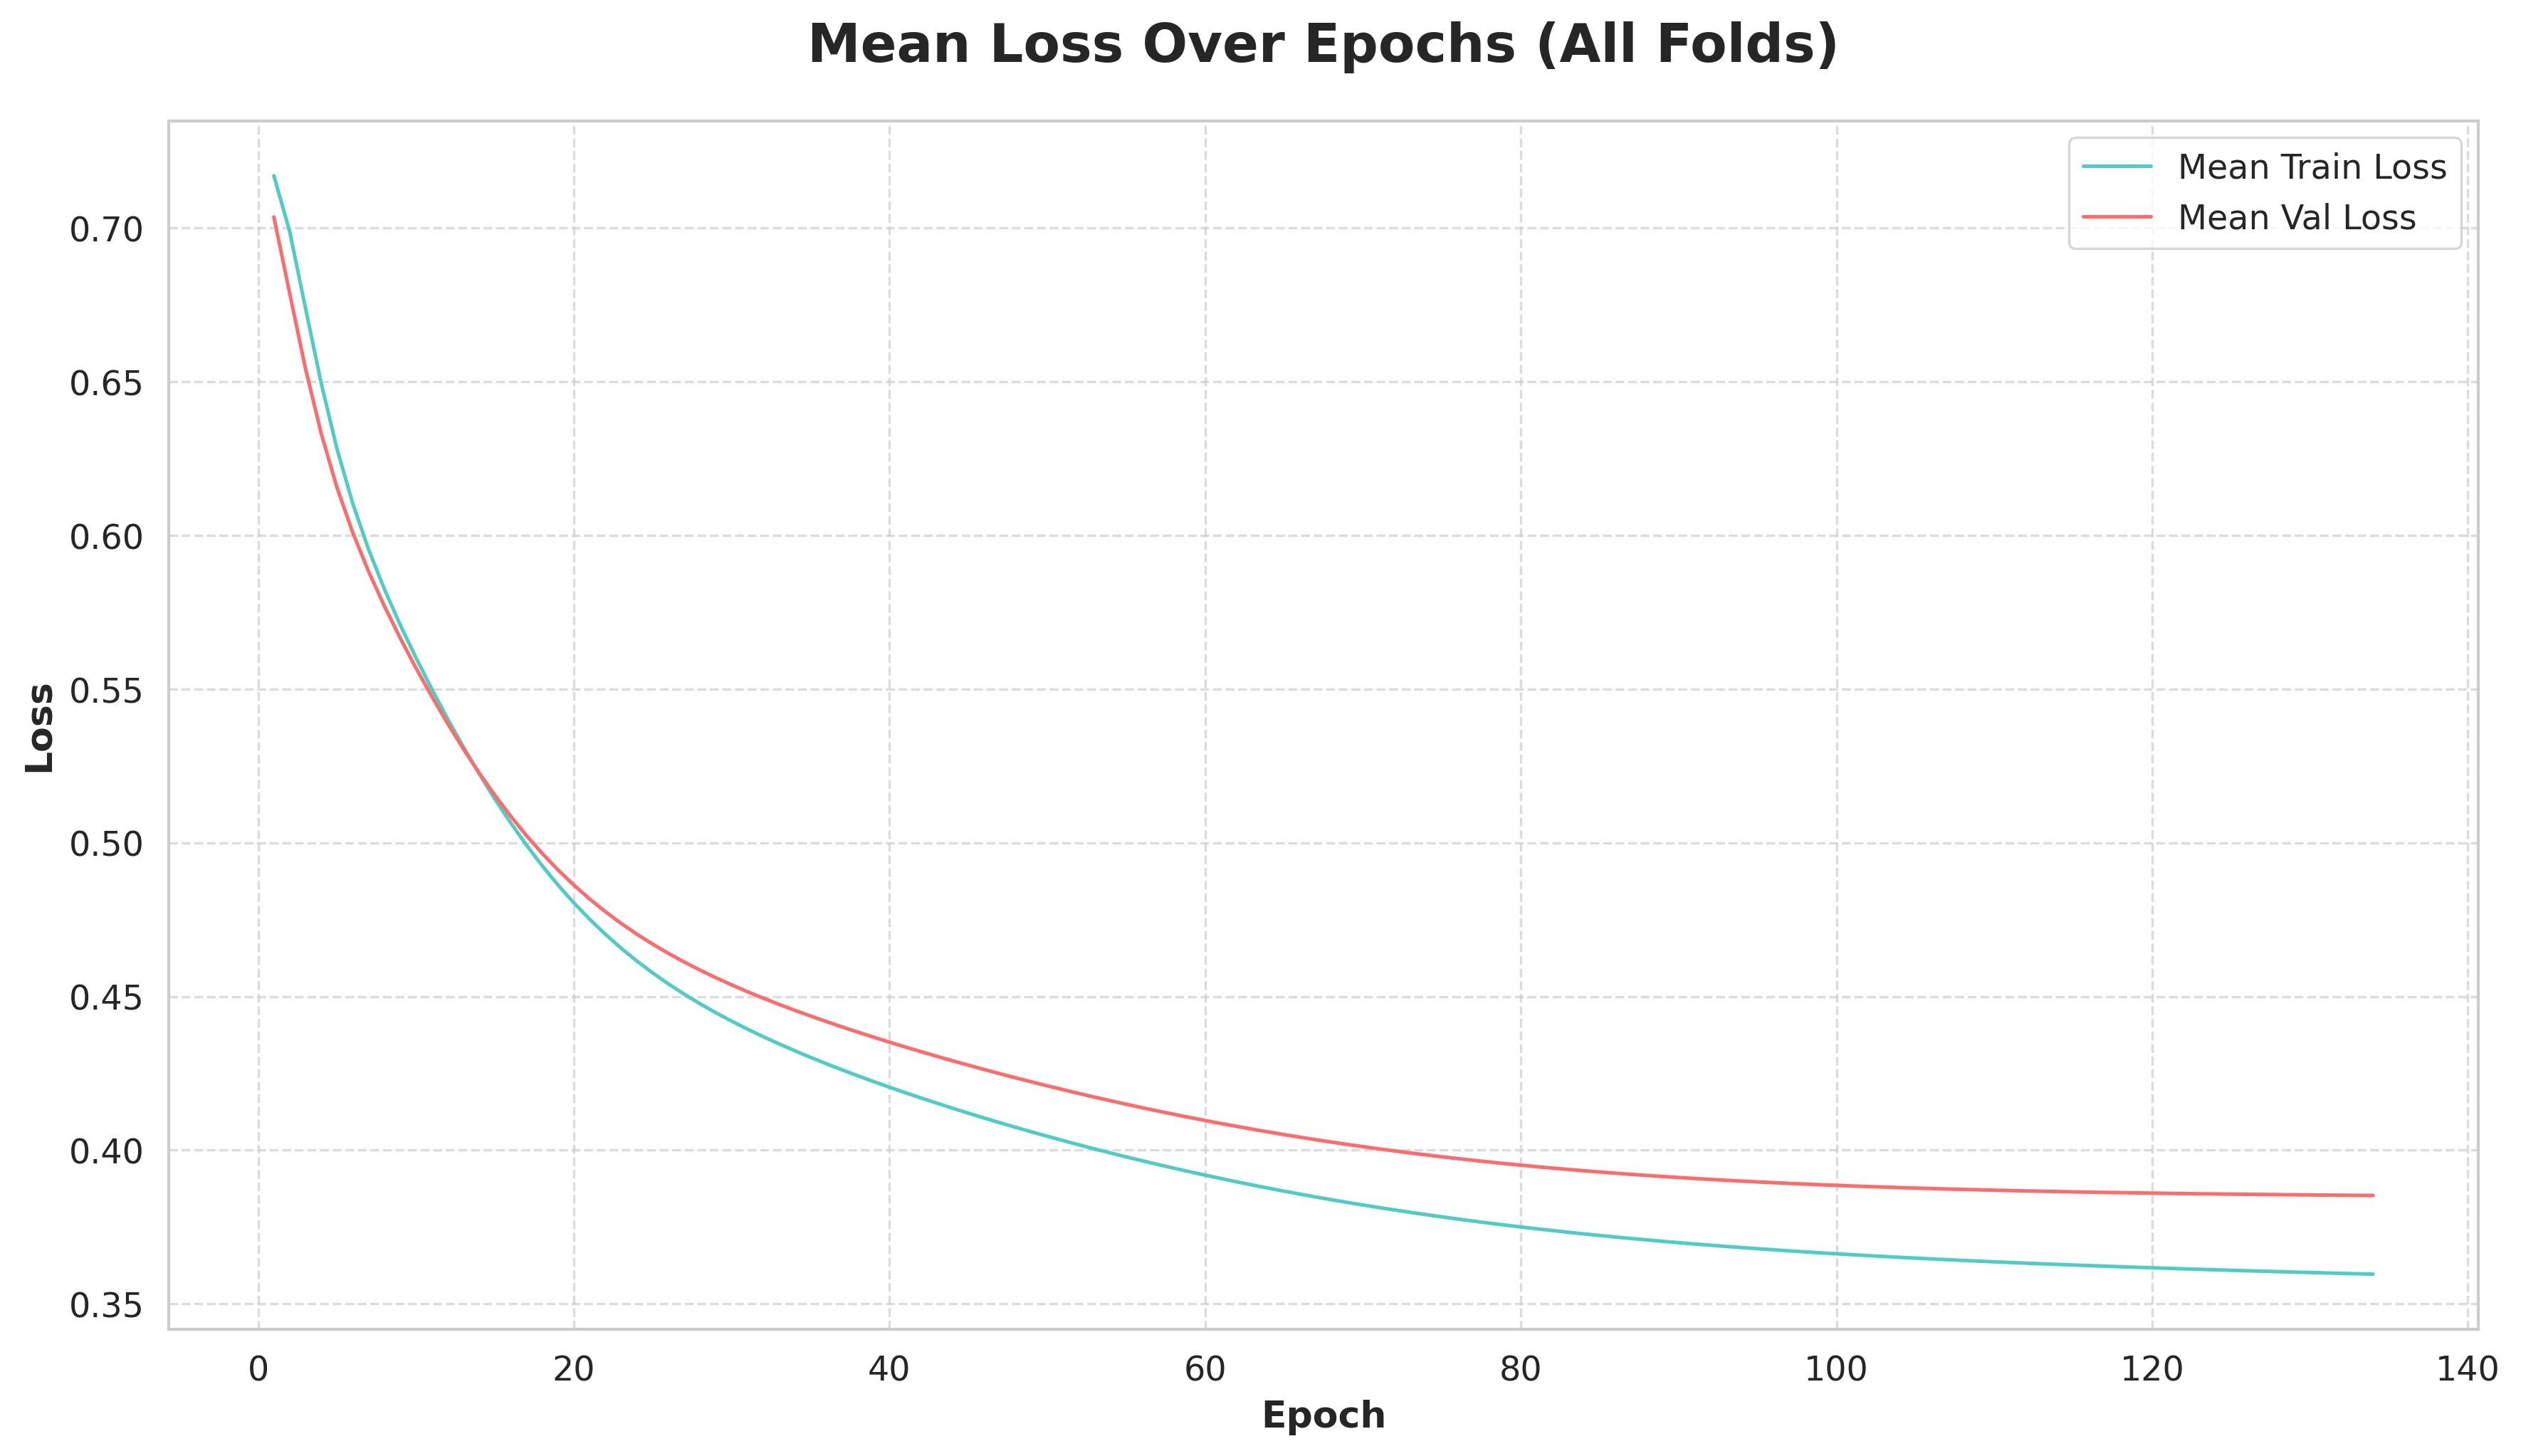 Mean Loss Over Epochs (All Folds)
Mean Train Loss
Mean Val Loss
Loss
0.70
0.65
0.60
0.55
0.50
0.45
0.40
0.35
0 20 40 60 80 100 120 140
Epoch